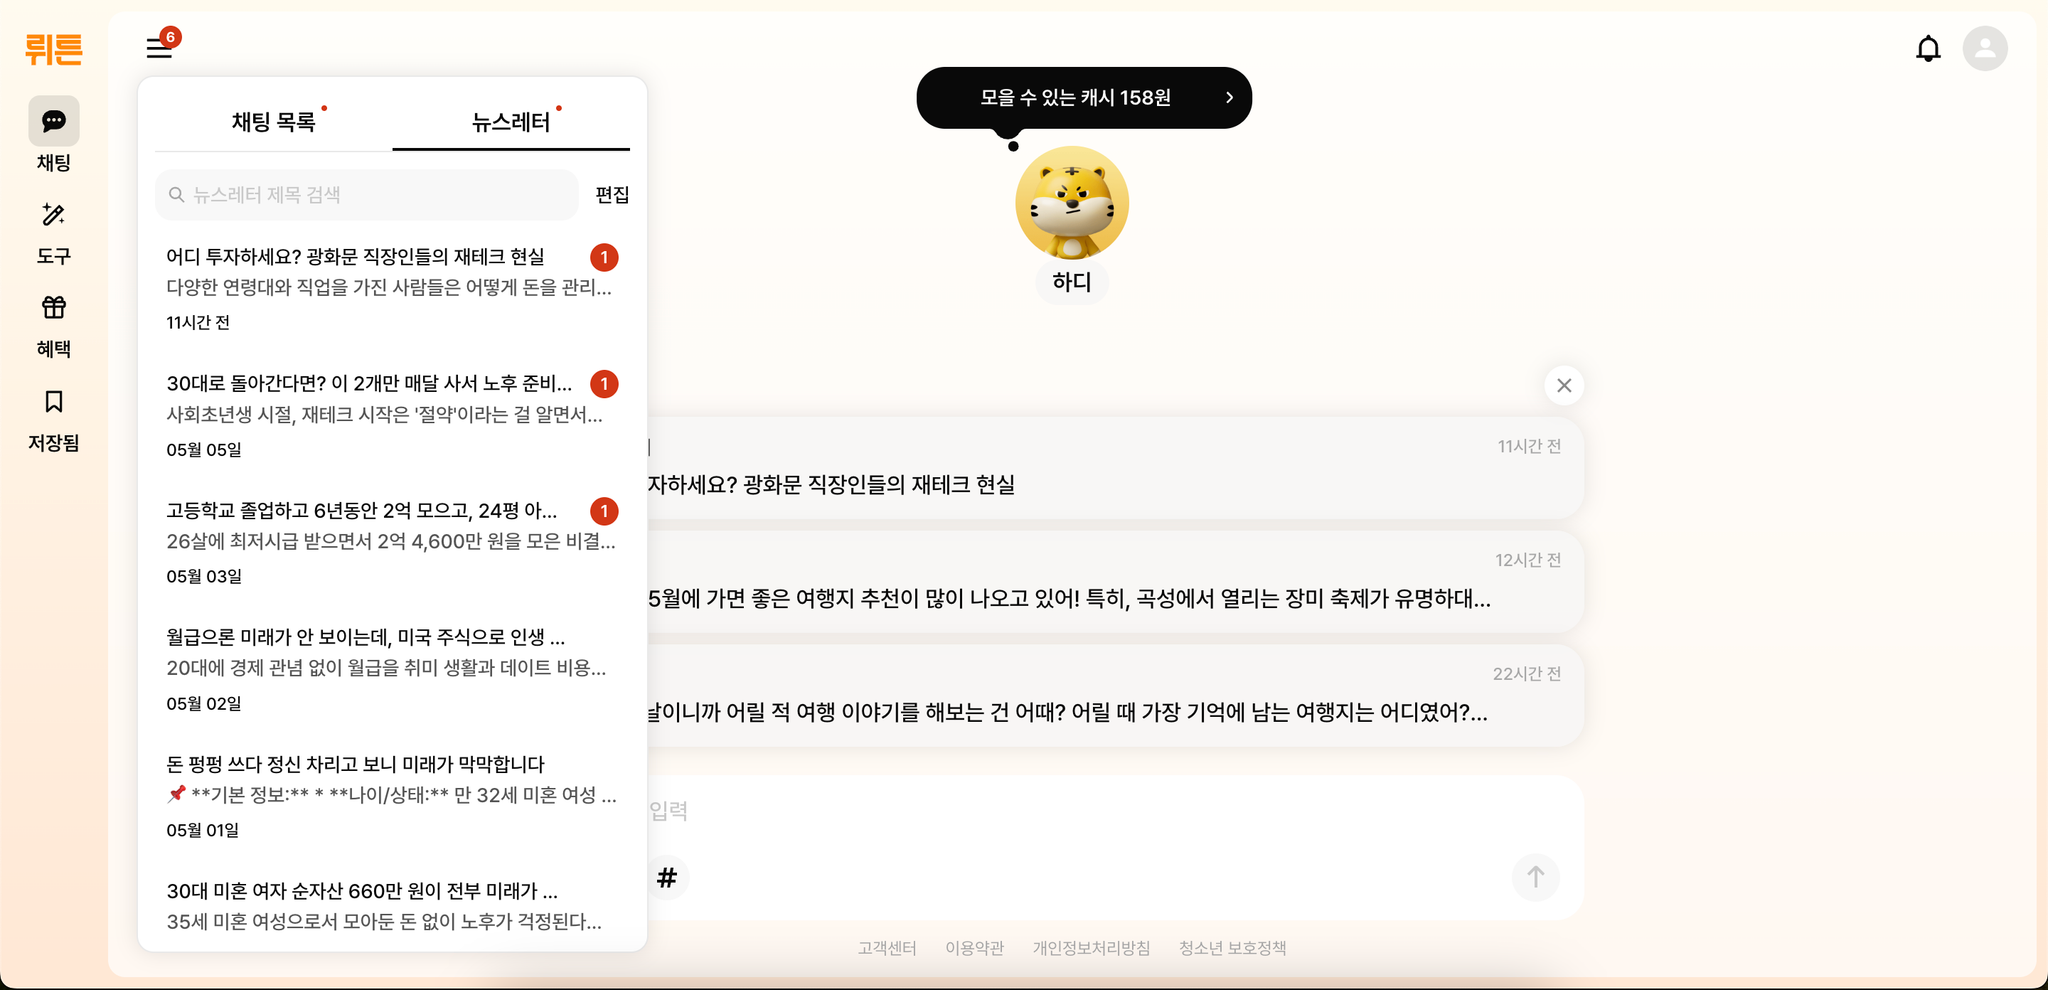 뤼튼
채팅
도구
혜택
저장됨
6
채팅 목록
뉴스레터
뉴스레터 제목 검색
편집
어디 투자하세요? 광화문 직장인들의 재테크 현실
1
다양한 연령대와 직업을 가진 사람들은 어떻게 돈을 관리...
11시간 전
30대로 돌아간다면? 이 2개만 매달 사서 노후 준비...
1
사회초년생 시절, 재테크 시작은 '절약'이라는 걸 알면서...
05월 05일
고등학교 졸업하고 6년동안 2억 모으고, 24평 아...
1
26살에 최저시급 받으면서 2억 4,600만 원을 모은 비결...
05월 03일
월급으론 미래가 안 보이는데, 미국 주식으로 인생 ...
20대에 경제 관념 없이 월급을 취미 생활과 데이트 비용...
05월 02일
돈 펑펑 쓰다 정신 차리고 보니 미래가 막막합니다
📌 **기본 정보:** * **나이/상태:** 만 32세 미혼 여성 ...
05월 01일
30대 미혼 여자 순자산 660만 원이 전부 미래가 ...
35세 미혼 여성으로서 모아둔 돈 없이 노후가 걱정된다...
모을 수 있는 캐시 158원
하디
11시간 전
자하세요? 광화문 직장인들의 재테크 현실
12시간 전
5월에 가면 좋은 여행지 추천이 많이 나오고 있어! 특히, 곡성에서 열리는 장미 축제가 유명하대...
22시간 전
날이니까 어릴 적 여행 이야기를 해보는 건 어때? 어릴 때 가장 기억에 남는 여행지는 어디였어?...
입력
#
고객센터
이용약관
개인정보처리방침
청소년 보호정책